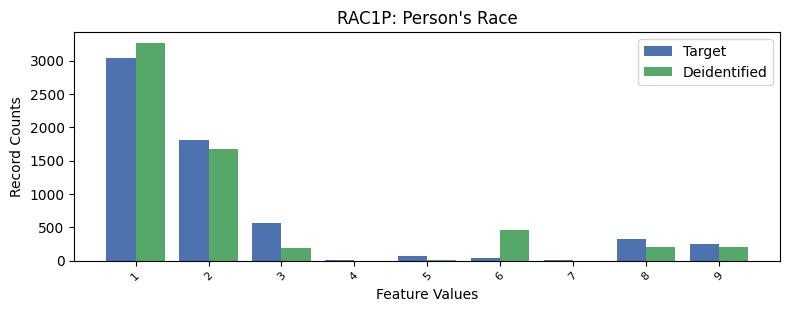 RAC1P: Person's Race
Target
Deidentified
Record Counts
3000
2500
2000
1500
1000
500
0
1 2 3 4 5 6 7 8 9
Feature Values